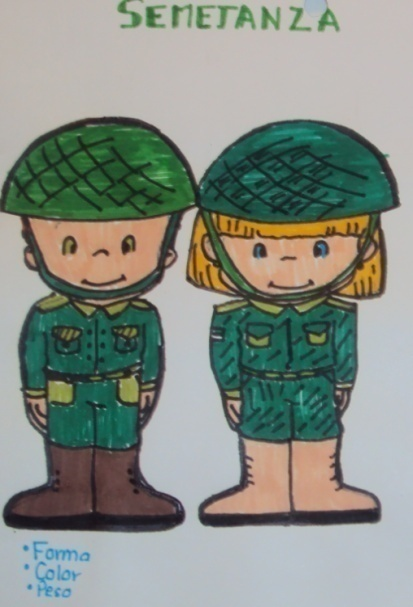 SEMEJANZA
• Forma
• Color
• Peso